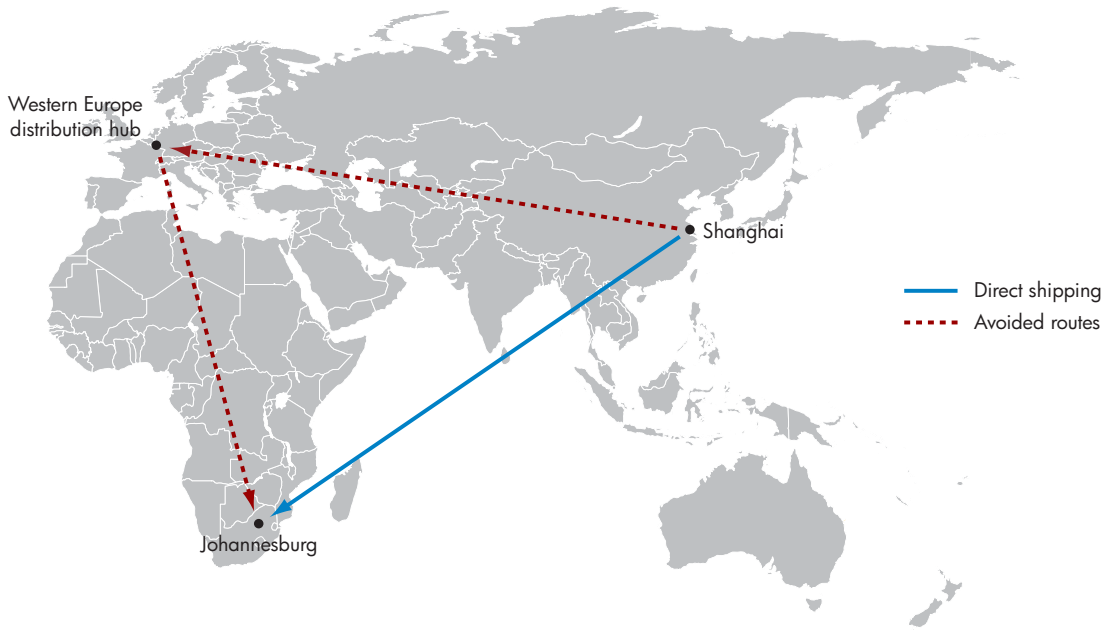 Western Europe
distribution hub
Shanghai
Direct shipping
Avoided routes
Johannesburg